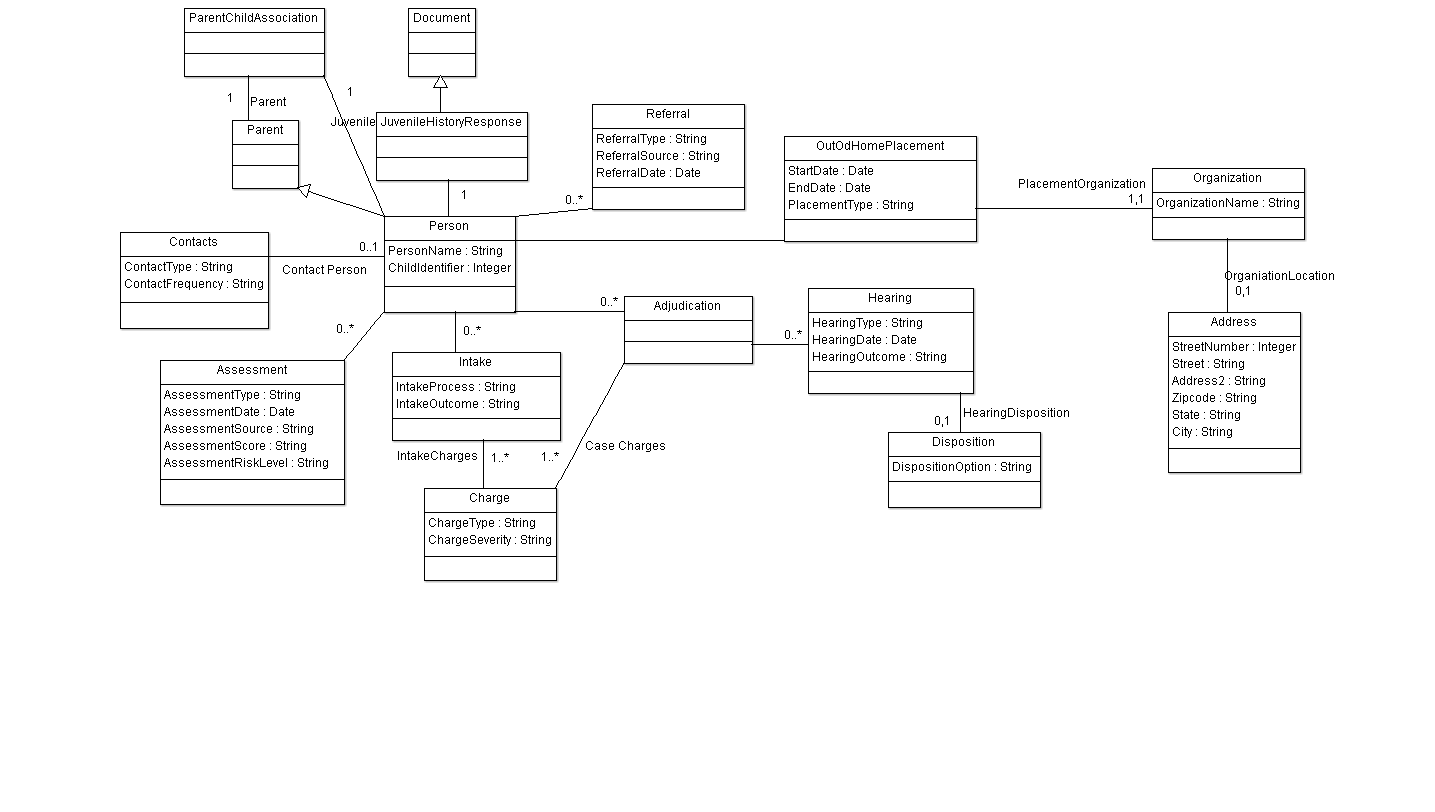 ParentChildAssociation
Document
1
Parent
1
Juvenile
Parent
JuvenileHistoryResponse
1
Referral
ReferralType : String
ReferralSource : String
ReferralDate : Date
0..*
OutOdHomePlacement
StartDate : Date
EndDate : Date
PlacementType : String
PlacementOrganization
1,1
Organization
OrganizationName : String
OrganiationLocation
0,1
Contacts
ContactType : String
ContactFrequency : String
0..1
Contact Person
Person
PersonName : String
ChildIdentifier : Integer
0..*
0..*
0..*
Adjudication
0..*
Hearing
HearingType : String
HearingDate : Date
HearingOutcome : String
Address
StreetNumber : Integer
Street : String
Address2 : String
Zipcode : String
State : String
City : String
Assessment
AssessmentType : String
AssessmentDate : Date
AssessmentSource : String
AssessmentScore : String
AssessmentRiskLevel : String
Intake
IntakeProcess : String
IntakeOutcome : String
IntakeCharges
1..*
1..*
Case Charges
0,1
HearingDisposition
Disposition
DispositionOption : String
Charge
ChargeType : String
ChargeSeverity : String